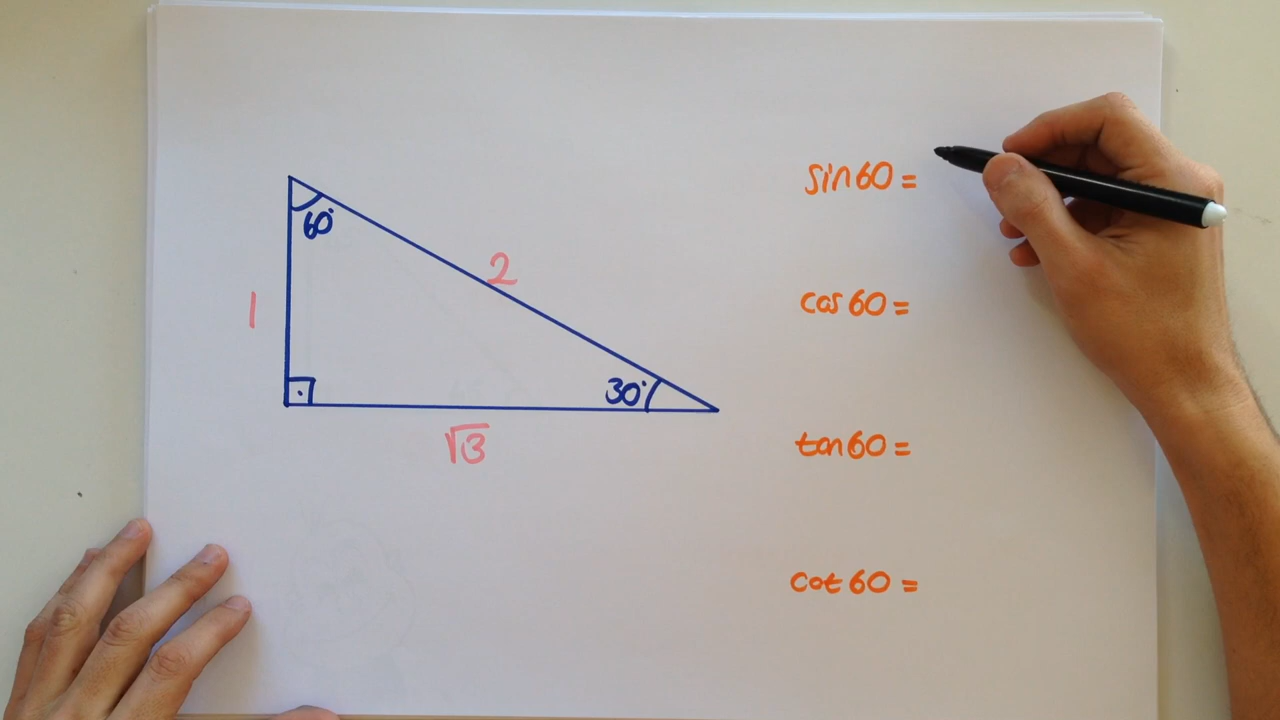 60°
2
1
30°
√3
sin60=
cos60=
tan60=
cot60=